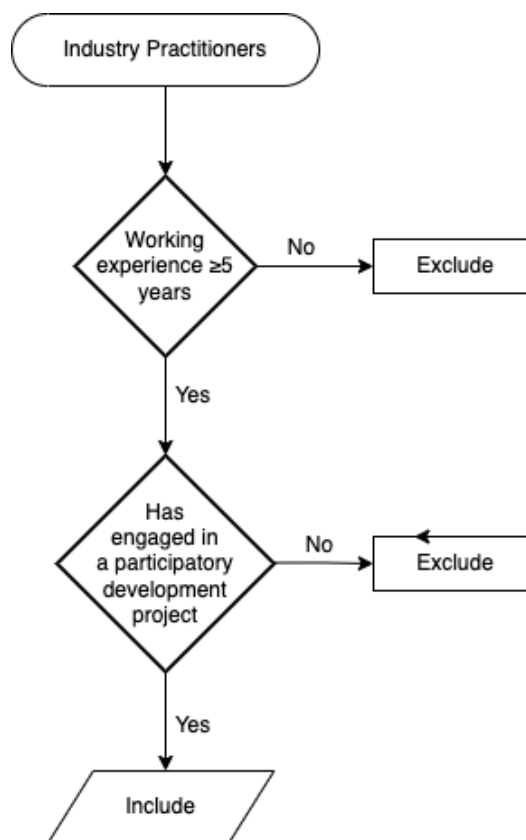 Industry Practitioners
Working
experience ≥5
years
No
Exclude
Yes
Has
engaged in
a participatory
development
project
No
Exclude
Yes
Include